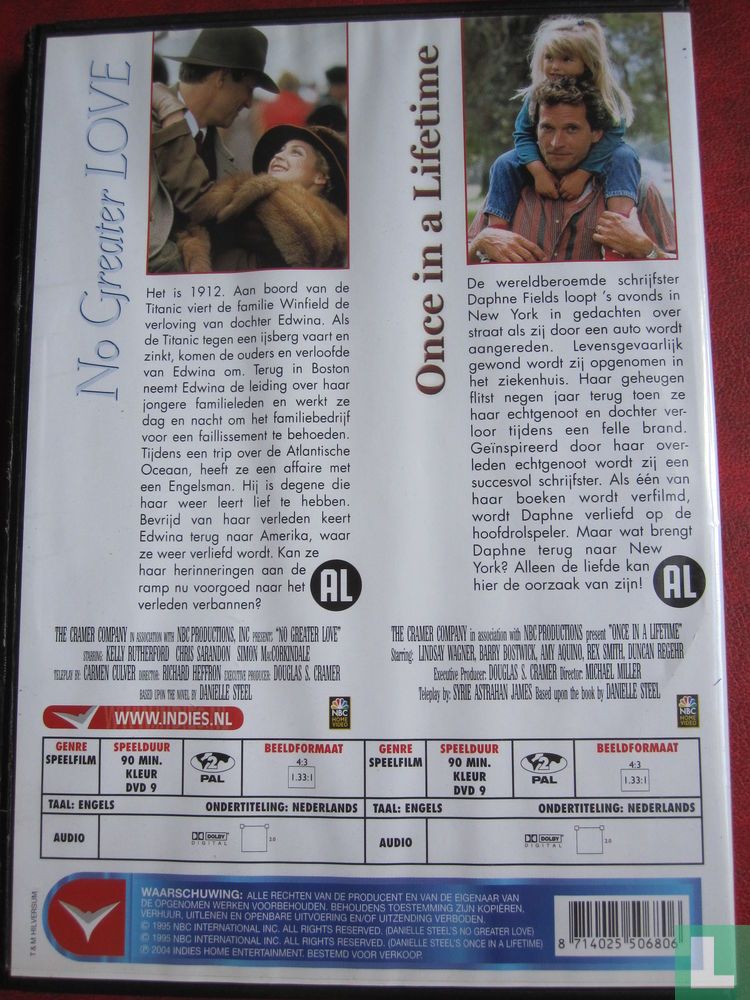 No Greater LOVE
Het is 1912. Aan boord van de
Titanic viert de familie Winfield de
verloving van dochter Edwina. Als
de Titanic tegen een ijsberg vaart en
zinkt, komen de ouders en verloofde
van Edwina om. Terug in Boston
neemt Edwina de leiding over haar
jongere familieleden en werkt ze
dag en nacht om het familiebedrijf
voor een faillissement te behoeden.
Tijdens een trip over de Atlantische
Oceaan, heeft ze een affaire met
een Engelsman. Hij is degene die
haar weer leert lief te hebben.
Bevrijd van haar verleden keert
Edwina terug naar Amerika, waar
ze weer verliefd wordt. Kan ze
haar herinneringen aan de
ramp nu voorgoed naar het
verleden verbannen?
AL
THE CRAMER COMPANY IN ASSOCIATION WITH NBC PRODUCTIONS, INC PRESENTS "NO GREATER LOVE"
STARRING: KELLY RUTHERFORD CHRIS SARANDON SIMON MacCORKINDALE
TELEPLAY BY: CARMEN CULVER DIRECTOR: RICHARD HEFFRON EXECUTIVE PRODUCER: DOUGLAS S. CRAMER
BASED UPON THE NOVEL BY DANIELLE STEEL
NBC
HOME
VIDEO
WWW.INDIES.NL
Once in a Lifetime
De wereldberoemde schrijfster
Daphne Fields loopt 's avonds in
New York in gedachten over
straat als zij door een auto wordt
aangereden. Levensgevaarlijk
gewond wordt zij opgenomen in
het ziekenhuis. Haar geheugen
flitst negen jaar terug toen ze
haar echtgenoot en dochter ver-
loor tijdens een felle brand.
Geïnspireerd door haar over-
leden echtgenoot wordt zij een
succesvol schrijfster. Als één van
haar boeken wordt verfilmd,
wordt Daphne verliefd op de
hoofdrolspeler. Maar wat brengt
Daphne terug naar New
York? Alleen de liefde kan
hier de oorzaak van zijn!
AL
THE CRAMER COMPANY in association with NBC PRODUCTIONS present "ONCE IN A LIFETIME"
Starring: LINDSAY WAGNER, BARRY BOSTWICK, AMY AQUINO, REX SMITH, DUNCAN REGEHR
Executive Producer: DOUGLAS S. CRAMER Director: MICHAEL MILLER
Teleplay by: SYRIE ASTRAHAN JAMES Based upon the book by DANIELLE STEEL
NBC
HOME
VIDEO
GENRE SPEELDUUR BEELDFORMAAT
SPEELFILM 90 MIN. 2 4:3
KLEUR PAL 1.33:1
DVD 9
TAAL: ENGELS ONDERTITELING: NEDERLANDS
AUDIO DOLBY DIGITAL 2.0
GENRE SPEELDUUR BEELDFORMAAT
SPEELFILM 90 MIN. 2 4:3
KLEUR PAL 1.33:1
DVD 9
TAAL: ENGELS ONDERTITELING: NEDERLANDS
AUDIO DOLBY DIGITAL 2.0
T & M HILVERSUM
WAARSCHUWING: ALLE RECHTEN VAN DE PRODUCENT EN VAN DE EIGENAAR VAN
DE OPGENOMEN WERKEN VOORBEHOUDEN. BEHOUDENS TOESTEMMING ZIJN KOPIËREN,
VERHUUR, UITLENEN EN OPENBARE UITVOERING EN/OF UITZENDING VERBODEN.
© 1995 NBC INTERNATIONAL INC. ALL RIGHTS RESERVED. (DANIELLE STEEL'S NO GREATER LOVE)
© 1995 NBC INTERNATIONAL INC. ALL RIGHTS RESERVED. (DANIELLE STEEL'S ONCE IN A LIFETIME)
℗ 2004 INDIES HOME ENTERTAINMENT. BESTEMD VOOR VERKOOP.
8 714025 506806
L